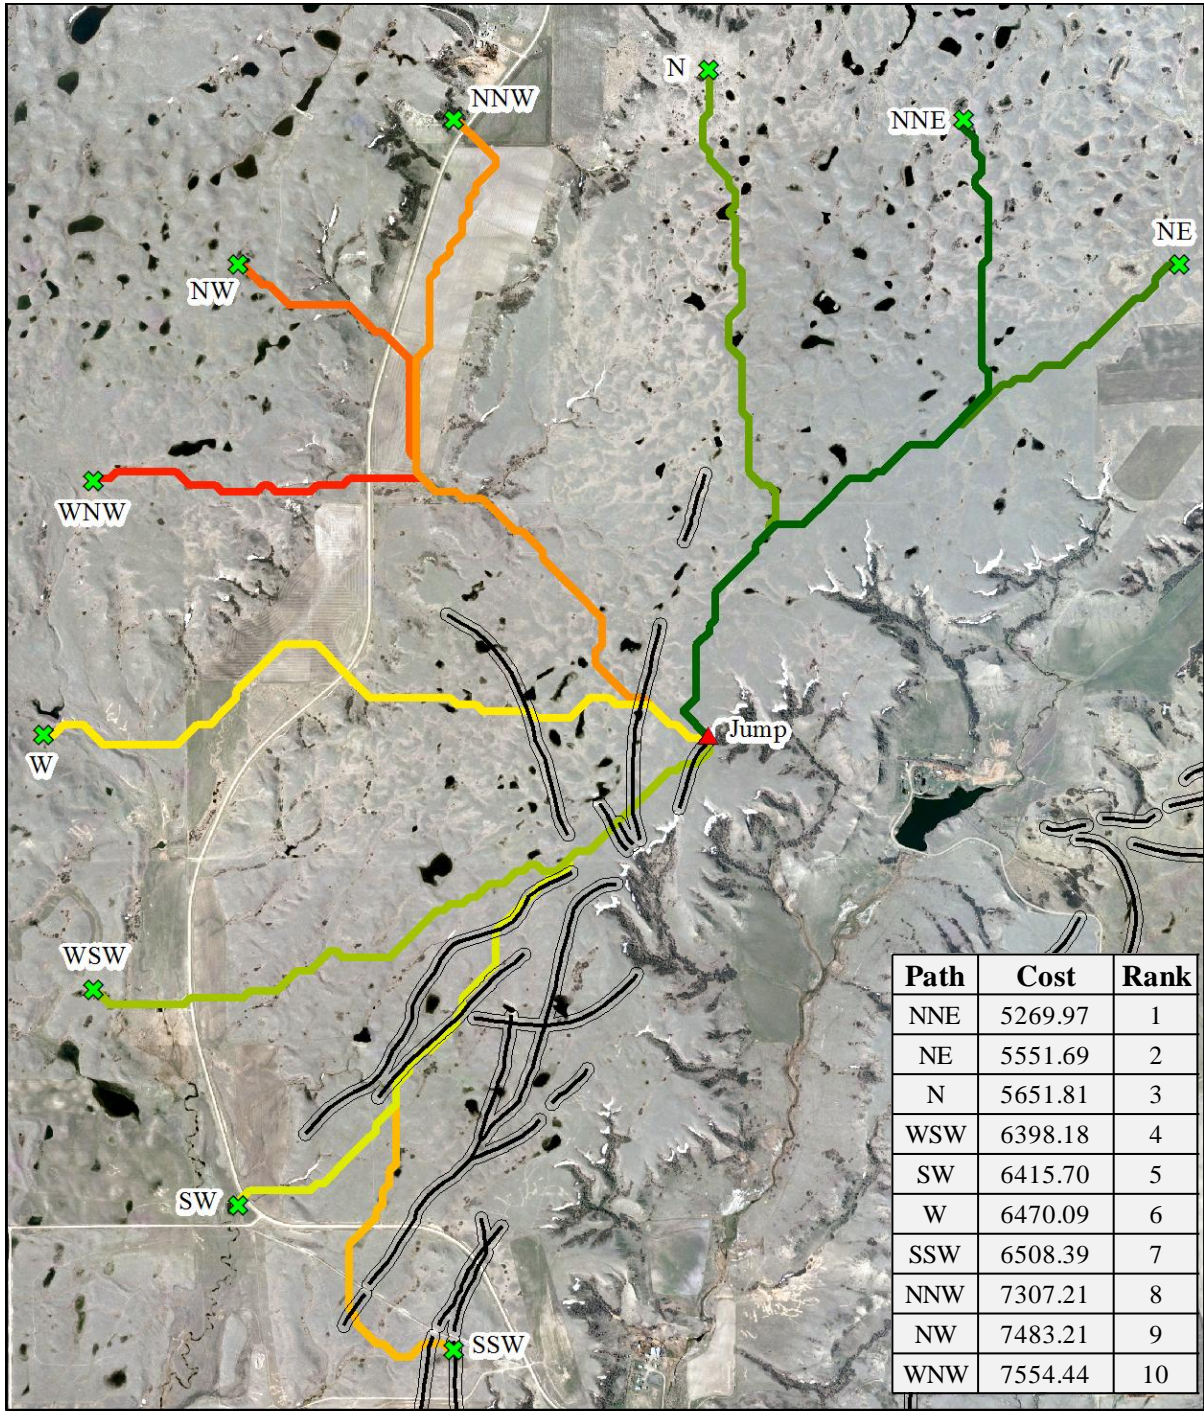 N
NNW
NNE
NE
NW
WNW
Jump
W
WSW
SW
SSW
Path Cost Rank
NNE 5269.97 1
NE 5551.69 2
N 5651.81 3
WSW 6398.18 4
SW 6415.70 5
W 6470.09 6
SSW 6508.39 7
NNW 7307.21 8
NW 7483.21 9
WNW 7554.44 10